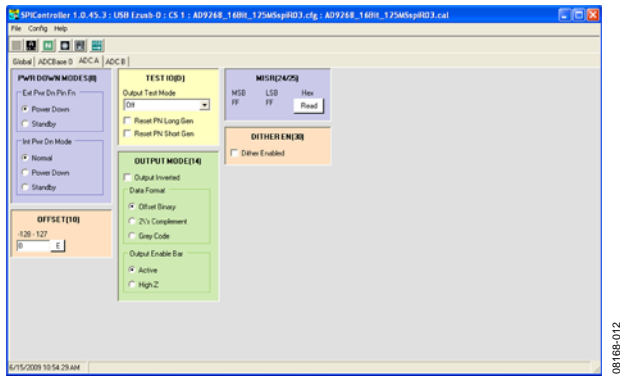 SPIController 1.0.45.3 : USB Ezusb-0 : CS 1 : AD9268_16Bit_125MSspiR03.cfg : AD9268_16Bit_125MSspiR03.cal
File Config Help
Global ADCBase 0 ADC A ADC B
PWR DOWN MODES(8)
Ext Pwr Dn Pin Fn
Power Down
Standby
Int Pwr Dn Mode
Normal
Power Down
Standby
OFFSET(10)
-128 - 127
0 E
TEST IO(D)
Output Test Mode
Off
Reset PN Long Gen
Reset PN Short Gen
OUTPUT MODE(14)
Output Inverted
Data Format
Offset Binary
2\'s Complement
Grey Code
Output Enable Bar
Active
High-Z
MISR(24/25)
MSB LSB Hex
FF FF Read
DITHER EN(30)
Dither Enabled
6/15/2009 10:54:29 AM
08168-012